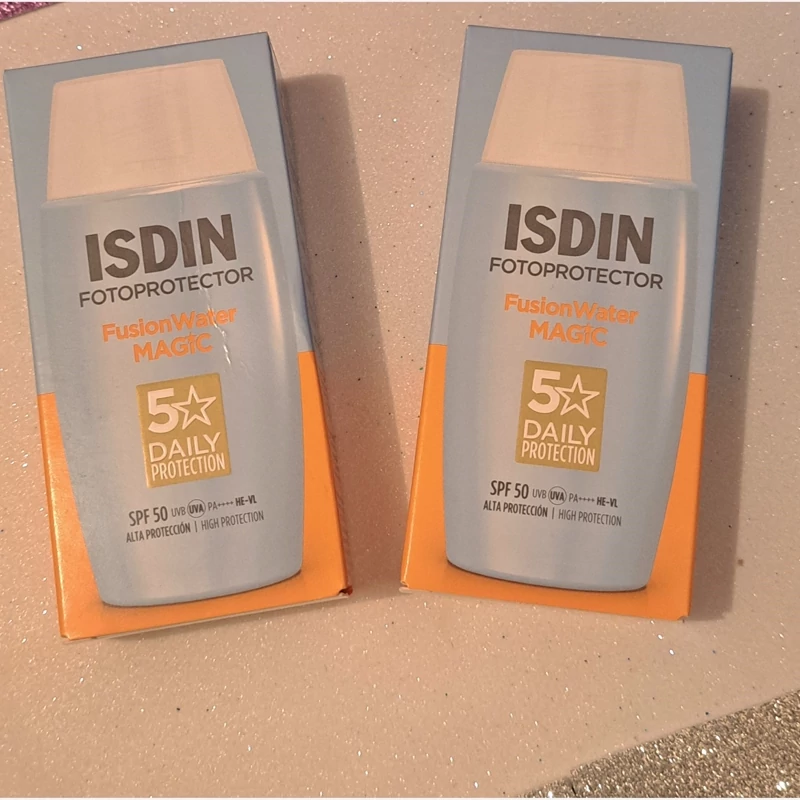 ISDIN
FOTOPROTECTOR
FusionWater
MAGIC
5☆
DAILY
PROTECTION
SPF 50 UVB UVA PA++++ HE-VL
ALTA PROTECCIÓN | HIGH PROTECTION
ISDIN
FOTOPROTECTOR
FusionWater
MAGIC
5☆
DAILY
PROTECTION
SPF 50 UVB UVA PA++++ HE-VL
ALTA PROTECCIÓN | HIGH PROTECTION